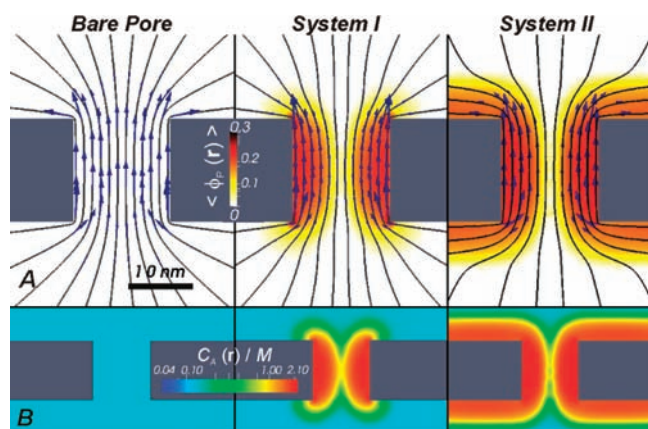 Bare Pore
System I
System II
< ϕP (r) >
0.3
0.2
0.1
0
A
10 nm
CA (r) / M
0.04 0.10 1.00 2.10
B